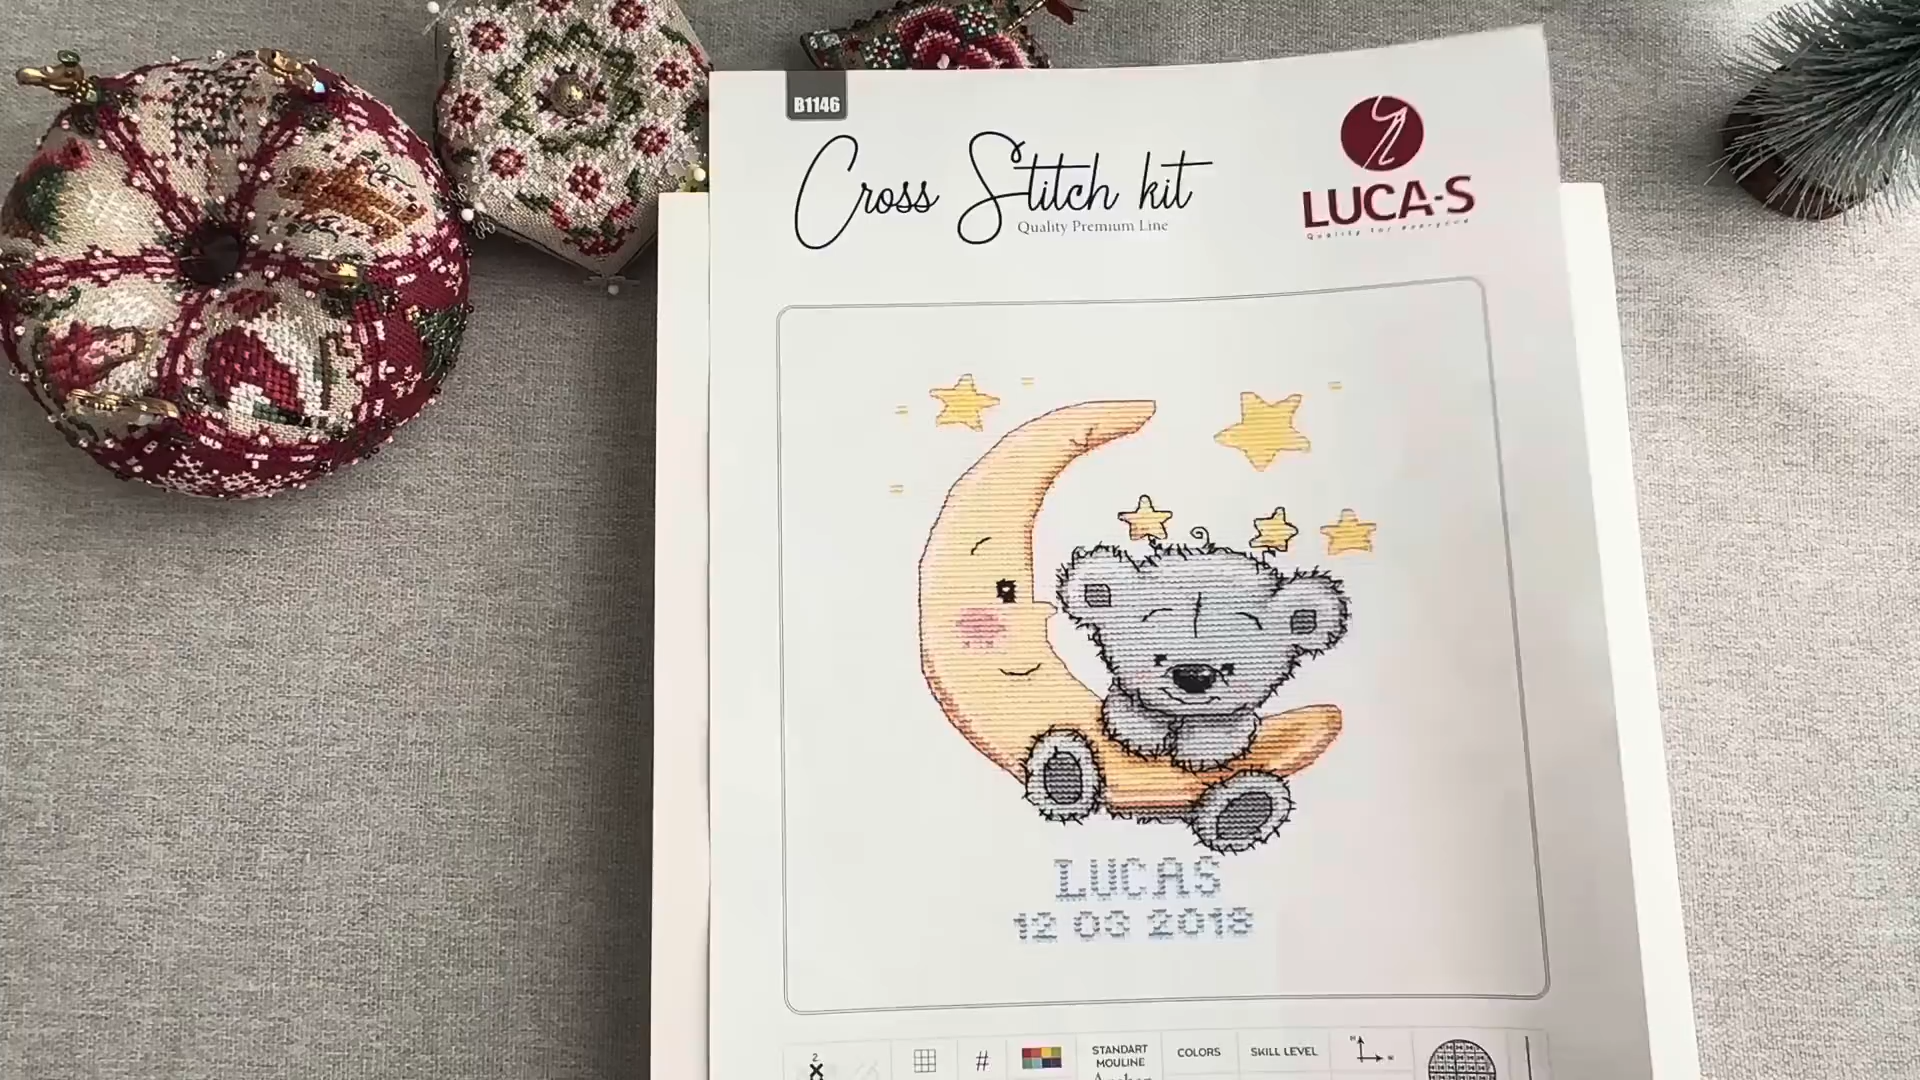 B1146
Cross Stitch kit
Quality Premium Line
LUCA-S
Quality for everyone
LUCAS
12 03 2018
2
#
STANDART
MOULINE
COLORS
SKILL LEVEL
H
W